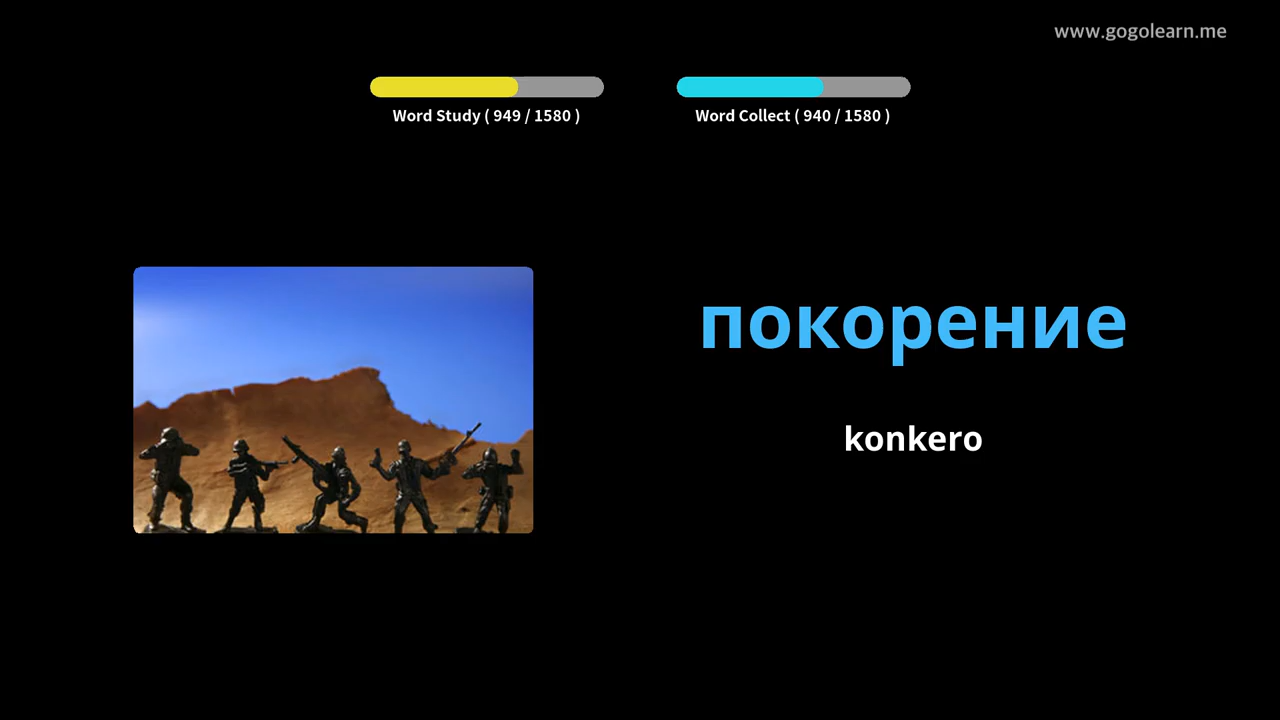 www.gogolearn.me
Word Study ( 949 / 1580 )
Word Collect ( 940 / 1580 )
покорение
konkero